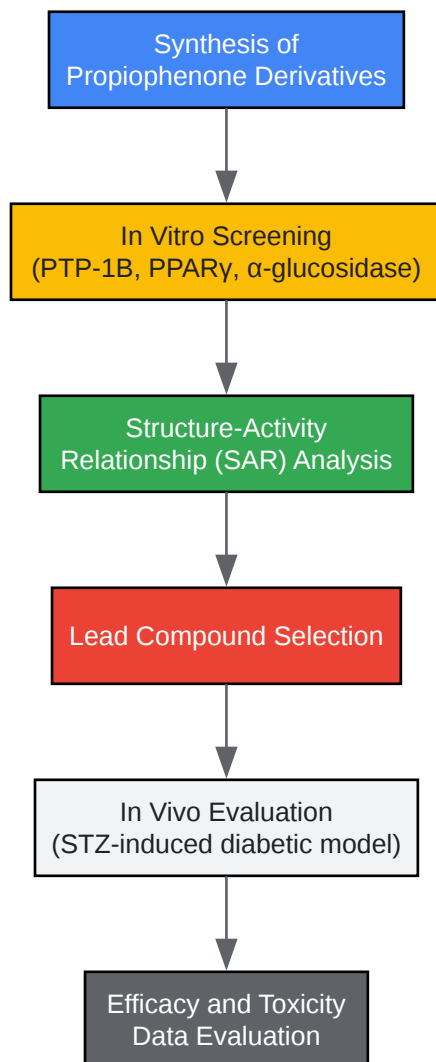 Synthesis of
Propiophenone Derivatives
In Vitro Screening
(PTP-1B, PPARγ, α-glucosidase)
Structure-Activity
Relationship (SAR) Analysis
Lead Compound Selection
In Vivo Evaluation
(STZ-induced diabetic model)
Efficacy and Toxicity
Data Evaluation